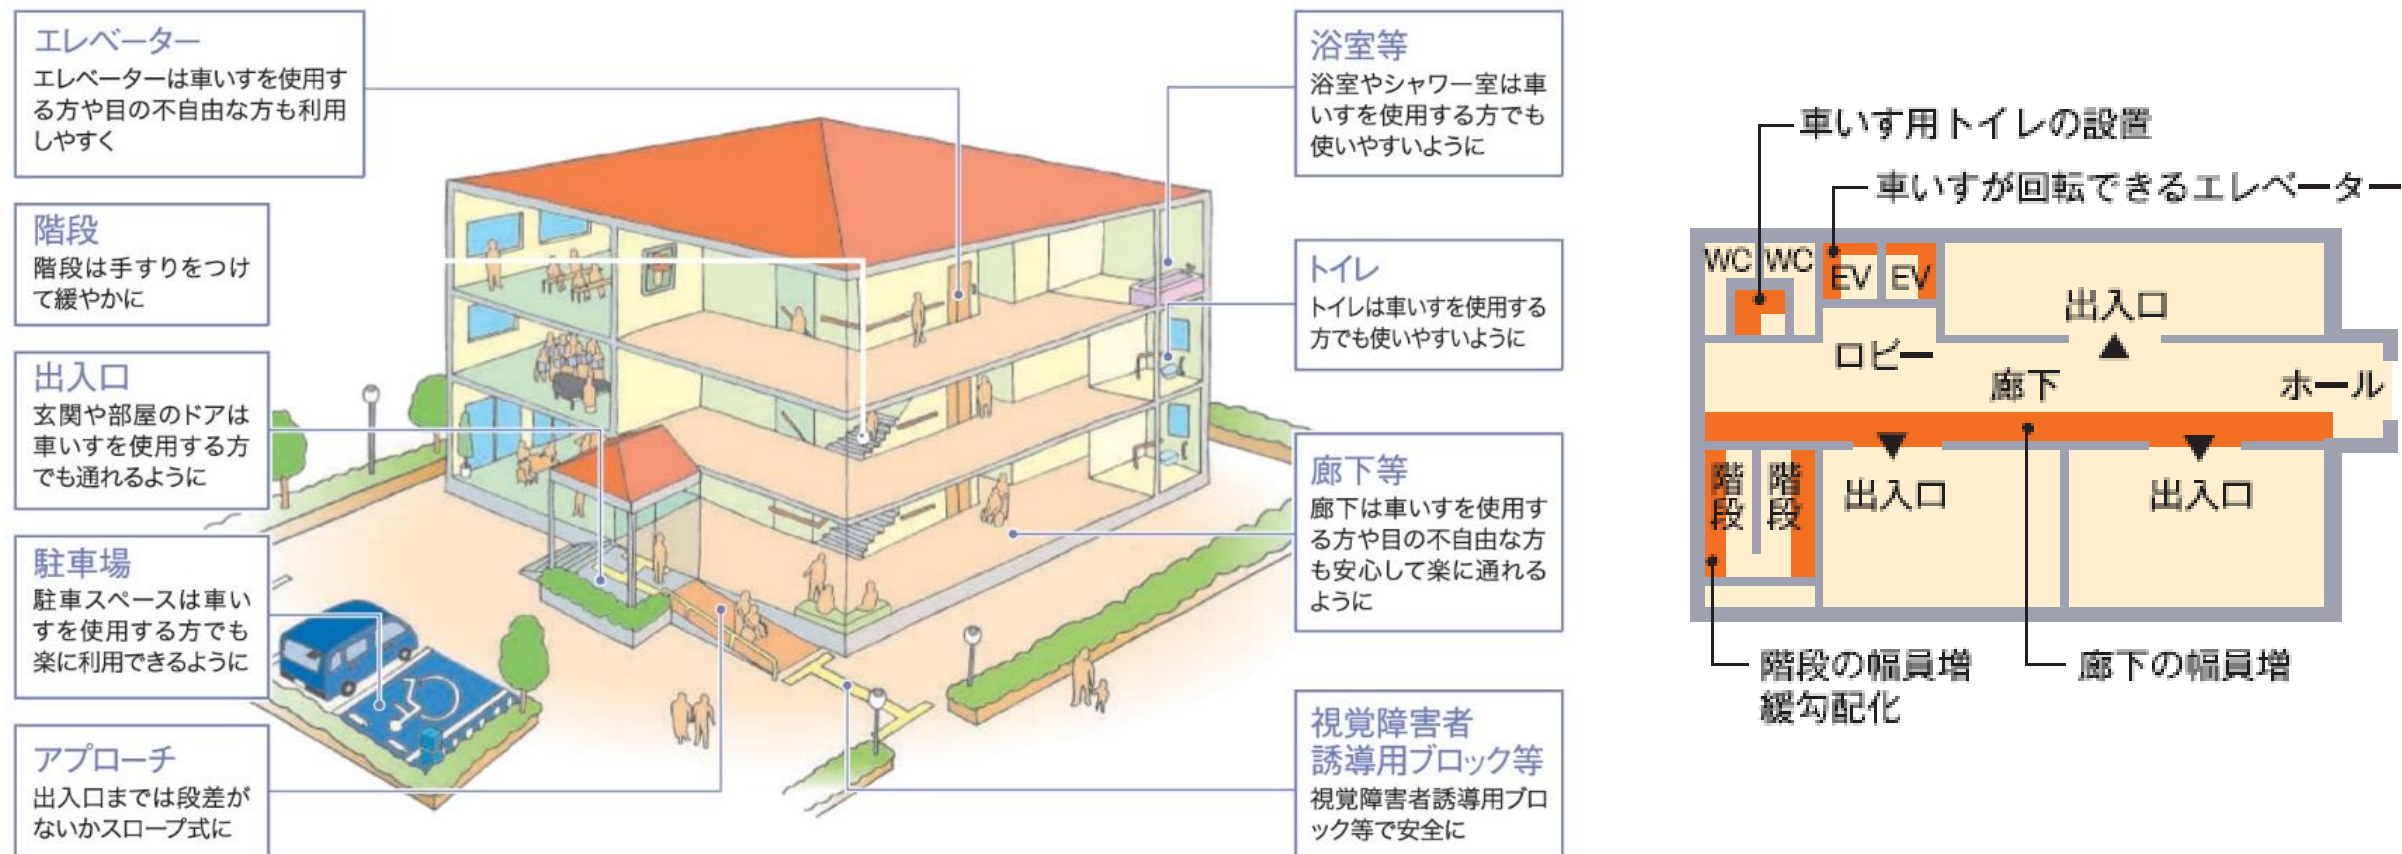 エレベーター
エレベーターは車いすを使用す
る方や目の不自由な方も利用
しやすく
階段
階段は手すりをつけ
て緩やかに
出入口
玄関や部屋のドアは
車いすを使用する方
でも通れるように
駐車場
駐車スペースは車い
すを使用する方でも
楽に利用できるように
アプローチ
出入口までは段差が
ないかスロープ式に
浴室等
浴室やシャワー室は車
いすを使用する方でも
使いやすいように
トイレ
トイレは車いすを使用する
方でも使いやすいように
廊下等
廊下は車いすを使用す
る方や目の不自由な方
も安心して楽に通れる
ように
視覚障害者
誘導用ブロック等
視覚障害者誘導用ブロ
ック等で安全に
車いす用トイレの設置
車いすが回転できるエレベーター
WC WC
EV EV
出入口
ロビー
廊下
ホール
階段
階段
出入口
出入口
階段の幅員増
緩勾配化
廊下の幅員増